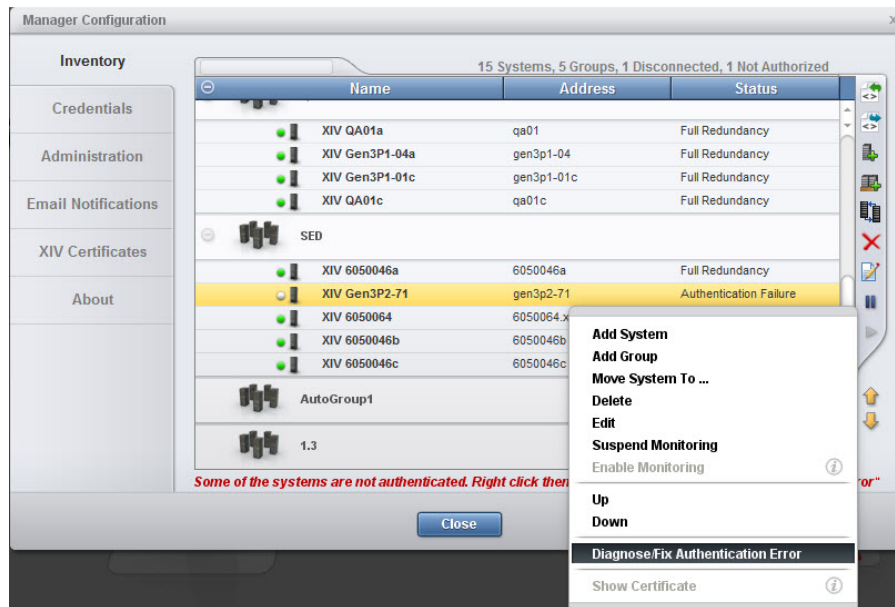 Manager Configuration
x
Inventory
Credentials
Administration
Email Notifications
XIV Certificates
About
15 Systems, 5 Groups, 1 Disconnected, 1 Not Authorized
Name Address Status
XIV QA01a qa01 Full Redundancy
XIV Gen3P1-04a gen3p1-04 Full Redundancy
XIV Gen3P1-01c gen3p1-01c Full Redundancy
XIV QA01c qa01c Full Redundancy
SED
XIV 6050046a 6050046a Full Redundancy
XIV Gen3P2-71 gen3p2-71 Authentication Failure
XIV 6050064 6050064.x
XIV 6050046b 6050046b
XIV 6050046c 6050046c
AutoGroup1
1.3
Some of the systems are not authenticated. Right click then or"
Close
Add System
Add Group
Move System To ...
Delete
Edit
Suspend Monitoring
Enable Monitoring
Up
Down
Diagnose/Fix Authentication Error
Show Certificate